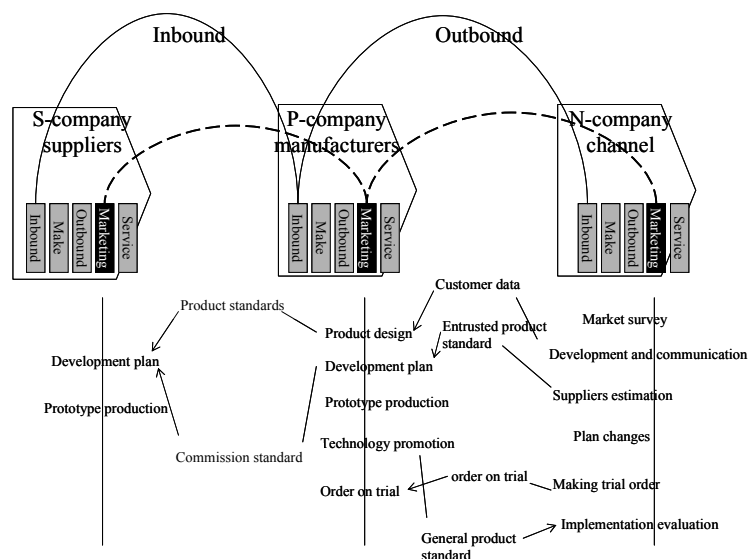 Inbound
Outbound
S-company
suppliers
P-company
manufacturers
N-company
channel
Inbound
Make
Outbound
Marketing
Service
Inbound
Make
Outbound
Marketing
Service
Inbound
Make
Outbound
Marketing
Service
Customer data
Product standards
Market survey
Product design
Entrusted product
standard
Development plan
Development plan
Development and communication
Prototype production
Prototype production
Suppliers estimation
Technology promotion
Plan changes
Commission standard
order on trial
Order on trial
Making trial order
General product
standard
Implementation evaluation